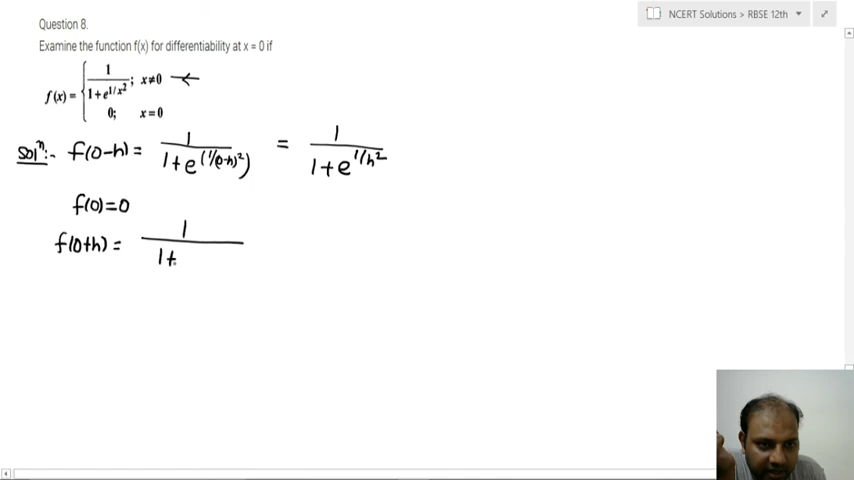 NCERT Solutions > RBSE 12th
Question 8.
Examine the function f(x) for differentiability at x = 0 if
f(x) = { 1/(1+e^{1/x²}); x≠0
0; x=0
Solⁿ:- f(0-h) = 1/(1+e^{(1/(0-h)²)}) = 1/(1+e^{1/h²})
f(0)=0
f(0+h) = 1/(1+